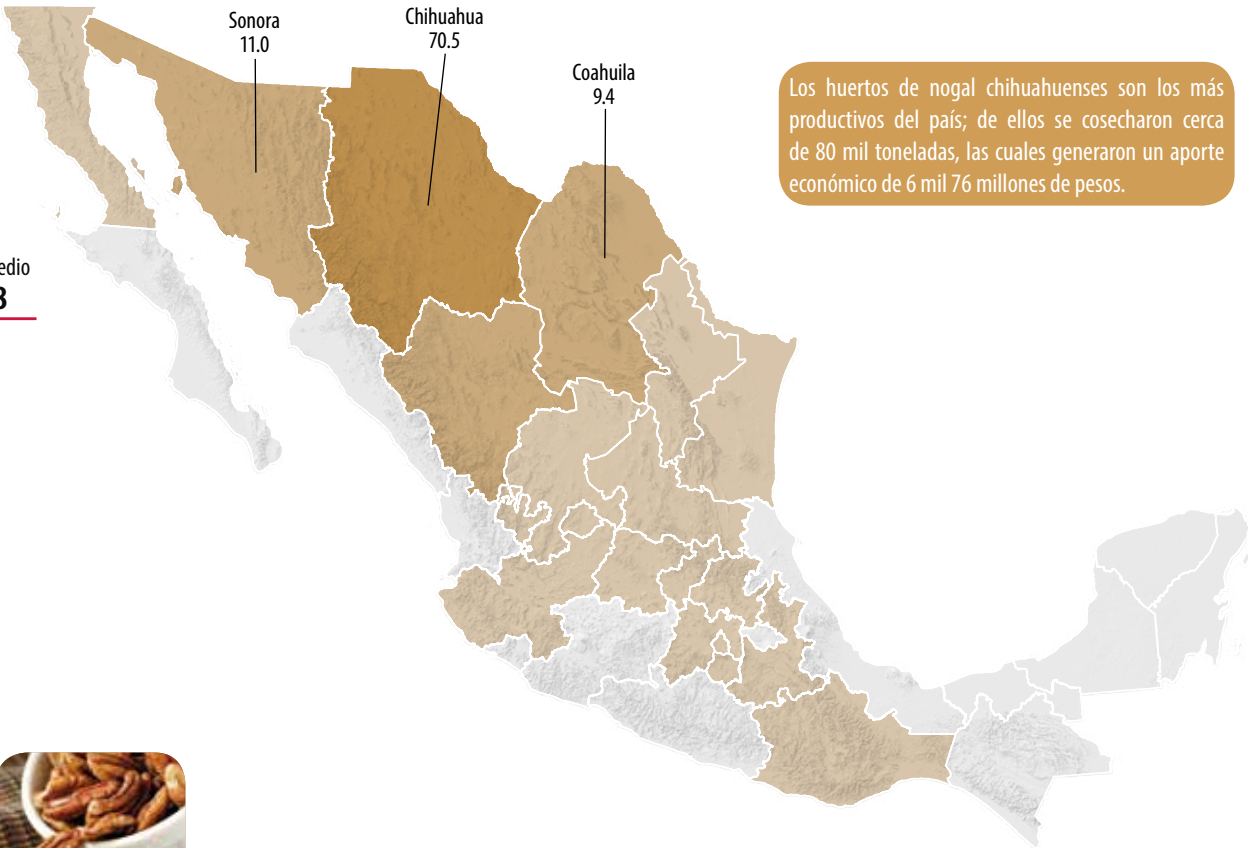 Sonora
11.0
Chihuahua
70.5
Coahuila
9.4
Los huertos de nogal chihuahuenses son los más
productivos del país; de ellos se cosecharon cerca
de 80 mil toneladas, las cuales generaron un aporte
económico de 6 mil 76 millones de pesos.